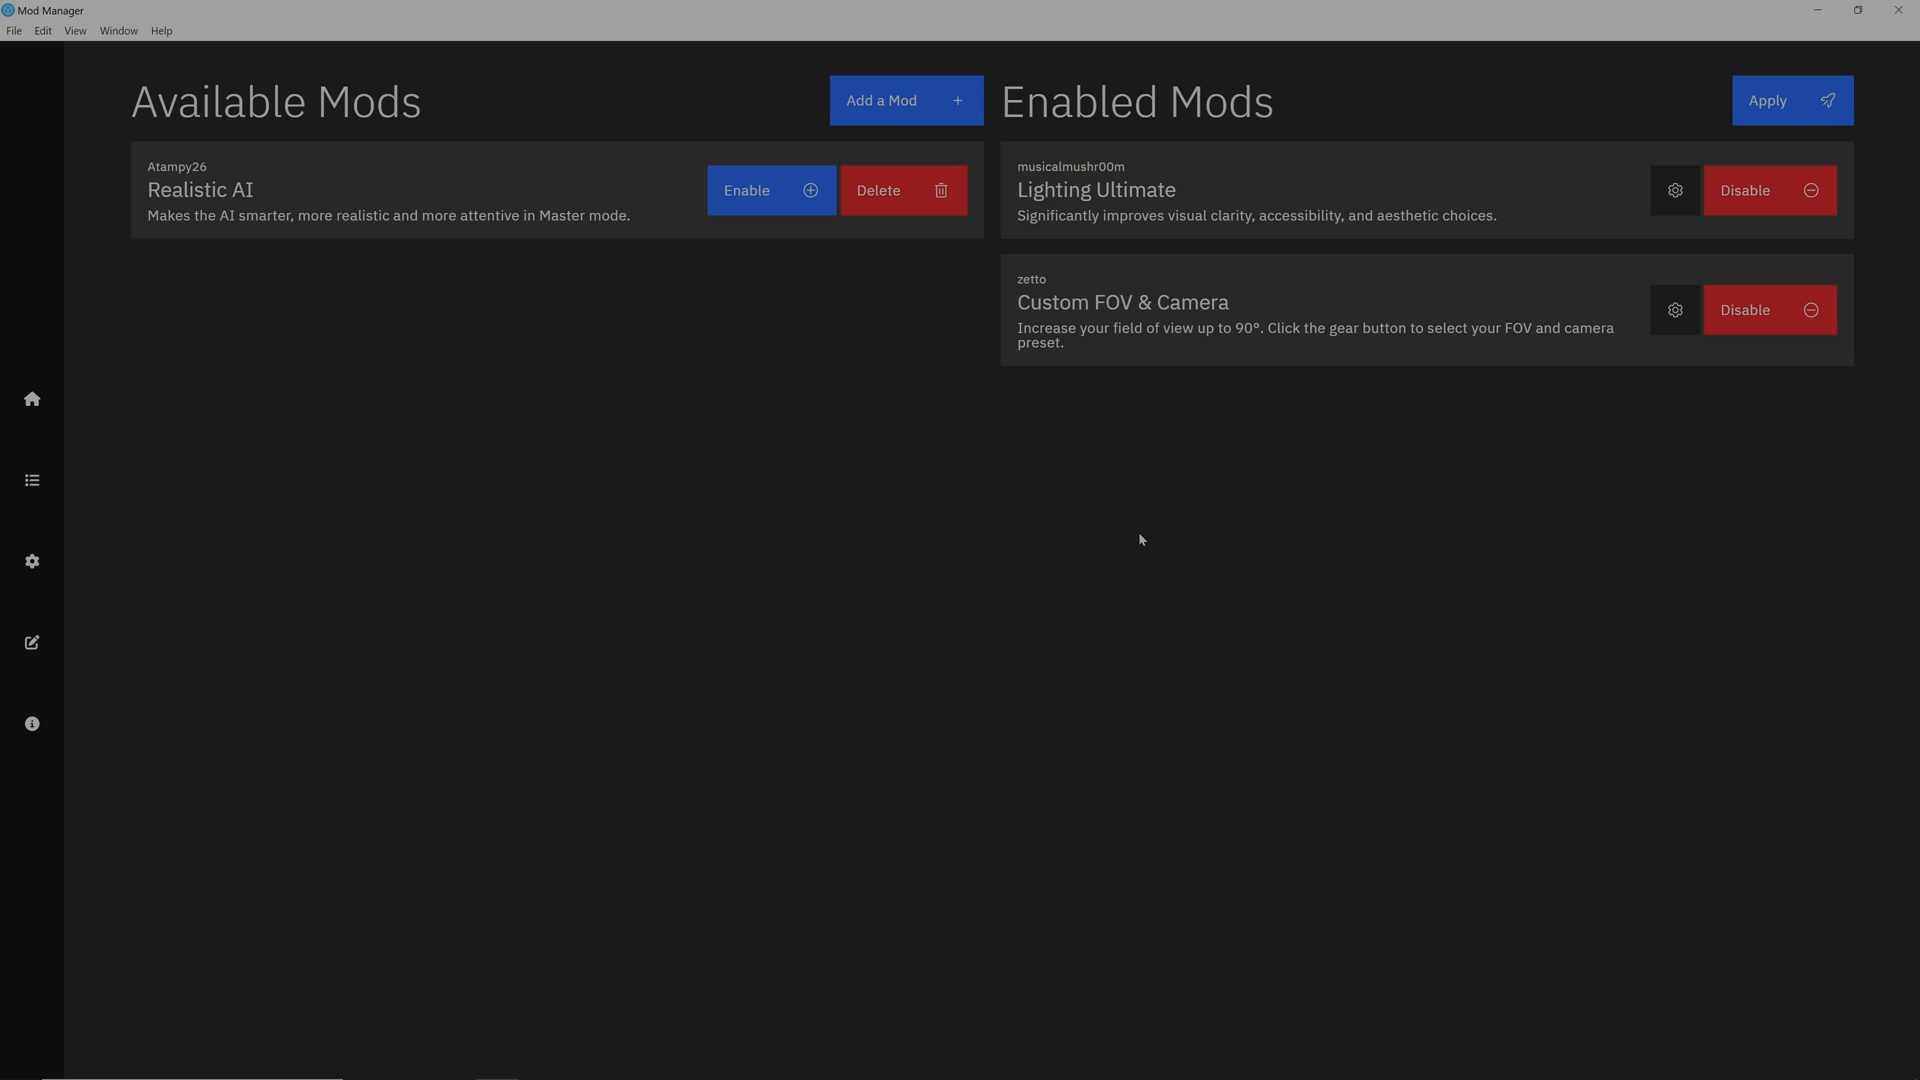 Mod Manager
File Edit View Window Help
Available Mods
Add a Mod
Atampy26
Realistic AI
Makes the AI smarter, more realistic and more attentive in Master mode.
Enable
Delete
Enabled Mods
Apply
musicalmushr00m
Lighting Ultimate
Significantly improves visual clarity, accessibility, and aesthetic choices.
Disable
zetto
Custom FOV & Camera
Increase your field of view up to 90°. Click the gear button to select your FOV and camera
preset.
Disable